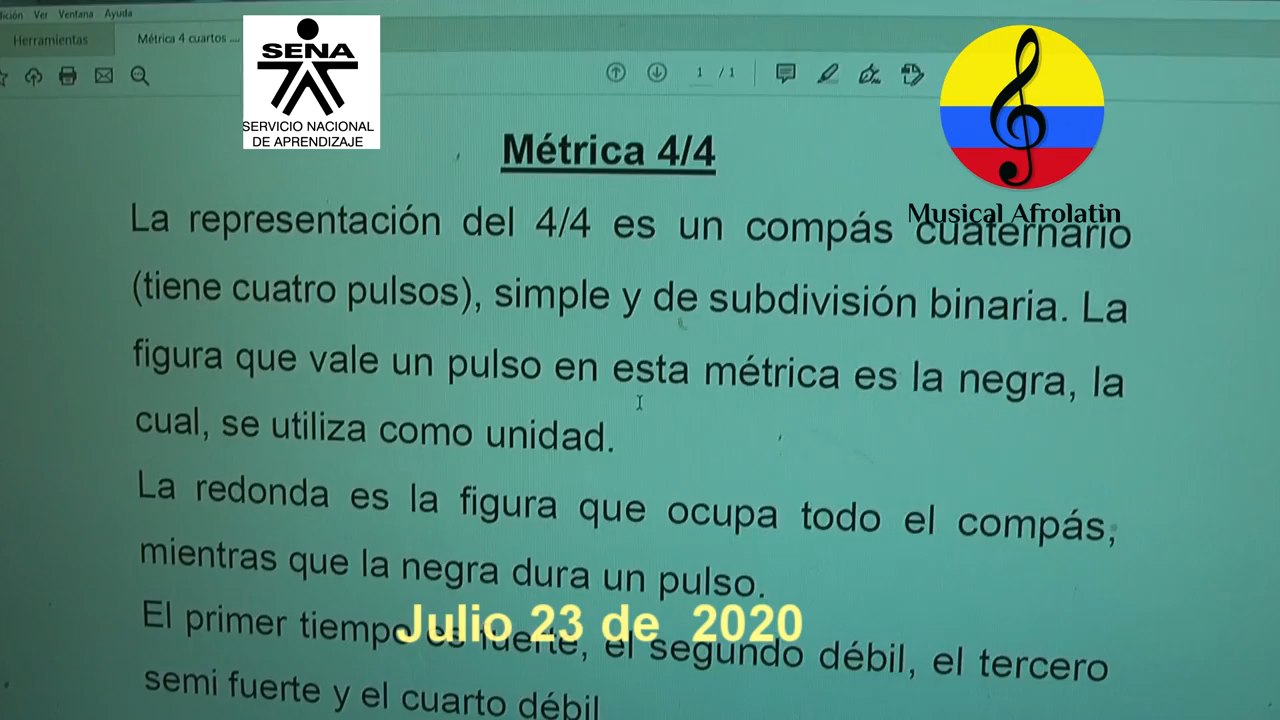 Ver Ventana Ayuda
Herramientas
Métrica 4 cuartos ....
1 / 1
SENA
SERVICIO NACIONAL
DE APRENDIZAJE
Musical Afrolatin
Métrica 4/4
La representación del 4/4 es un compás cuaternario
(tiene cuatro pulsos), simple y de subdivisión binaria. La
figura que vale un pulso en esta métrica es la negra, la
cual, se utiliza como unidad.
La redonda es la figura que ocupa todo el compás,
mientras que la negra dura un pulso.
El primer tiempo es fuerte, el segundo débil, el tercero
semi fuerte y el cuarto débil
Julio 23 de 2020